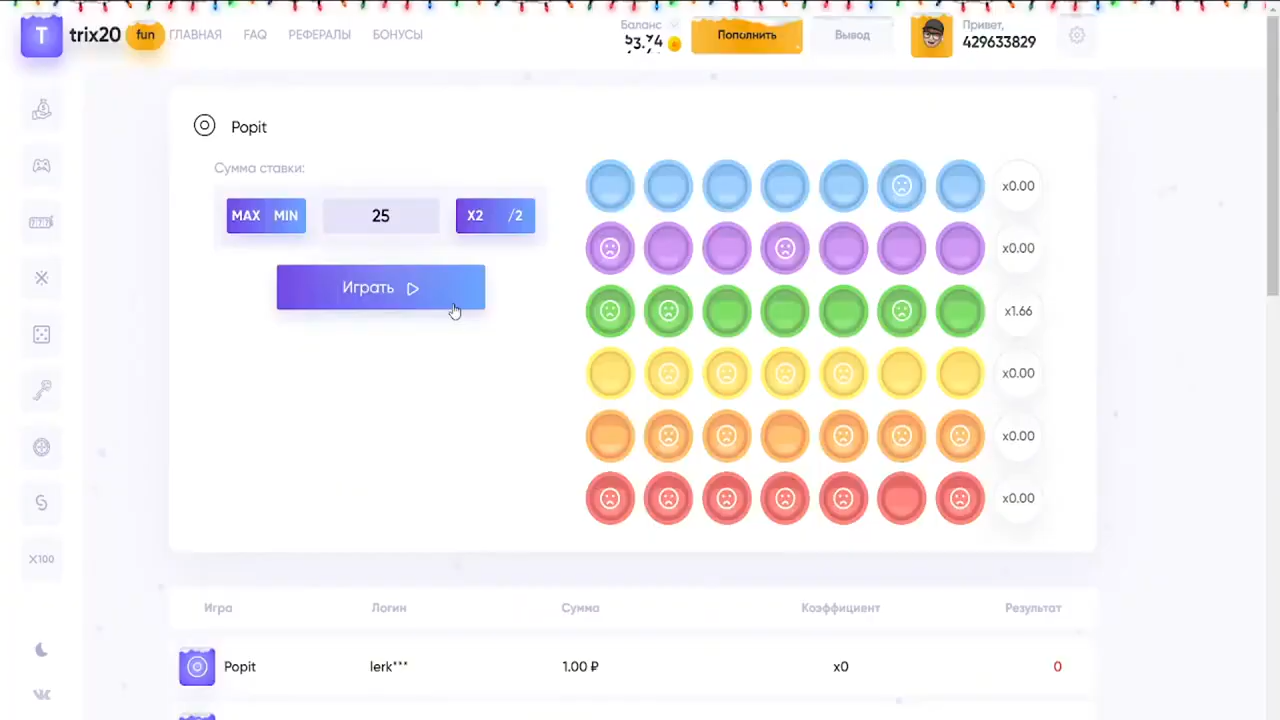 T trix20 fun ГЛАВНАЯ FAQ РЕФЕРАЛЫ БОНУСЫ Баланс Пополнить Вывод Привет,
429633829
Popit
Сумма ставки:
MAX MIN 25 X2 /2
Играть
x0.00
x0.00
x1.66
x0.00
x0.00
x0.00
X100
Игра Логин Сумма Коэффициент Результат
Popit lerk*** 1.00 ₽ x0 0